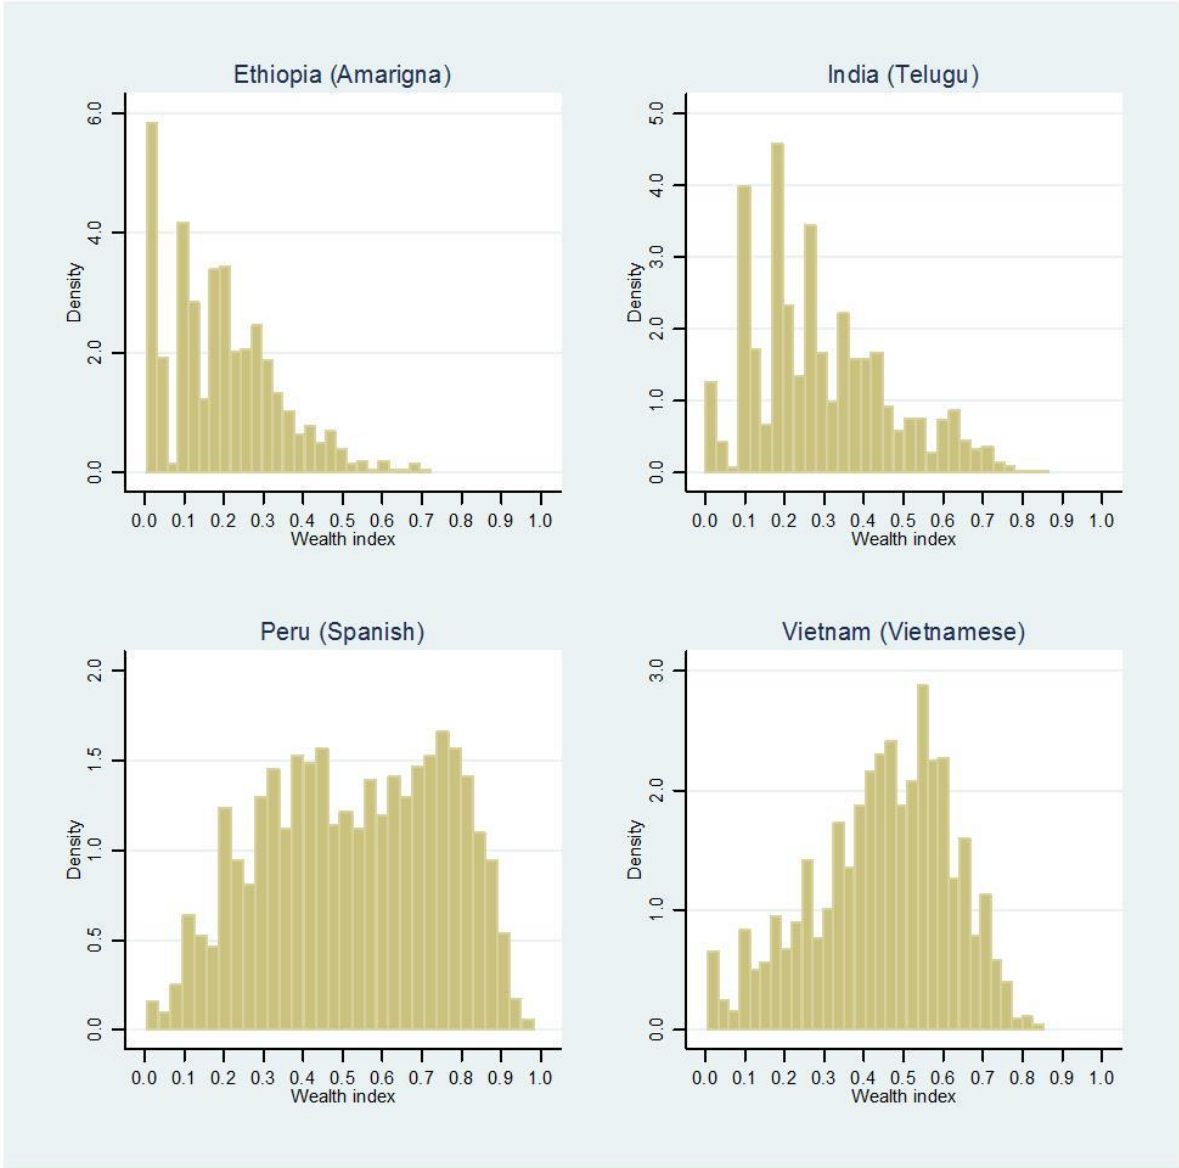 Ethiopia (Amarigna)
Density
6.0
4.0
2.0
0.0
0.0 0.1 0.2 0.3 0.4 0.5 0.6 0.7 0.8 0.9 1.0
Wealth index
India (Telugu)
Density
5.0
4.0
3.0
2.0
1.0
0.0
0.0 0.1 0.2 0.3 0.4 0.5 0.6 0.7 0.8 0.9 1.0
Wealth index
Peru (Spanish)
Density
2.0
1.5
1.0
0.5
0.0
0.0 0.1 0.2 0.3 0.4 0.5 0.6 0.7 0.8 0.9 1.0
Wealth index
Vietnam (Vietnamese)
Density
3.0
2.0
1.0
0.0
0.0 0.1 0.2 0.3 0.4 0.5 0.6 0.7 0.8 0.9 1.0
Wealth index